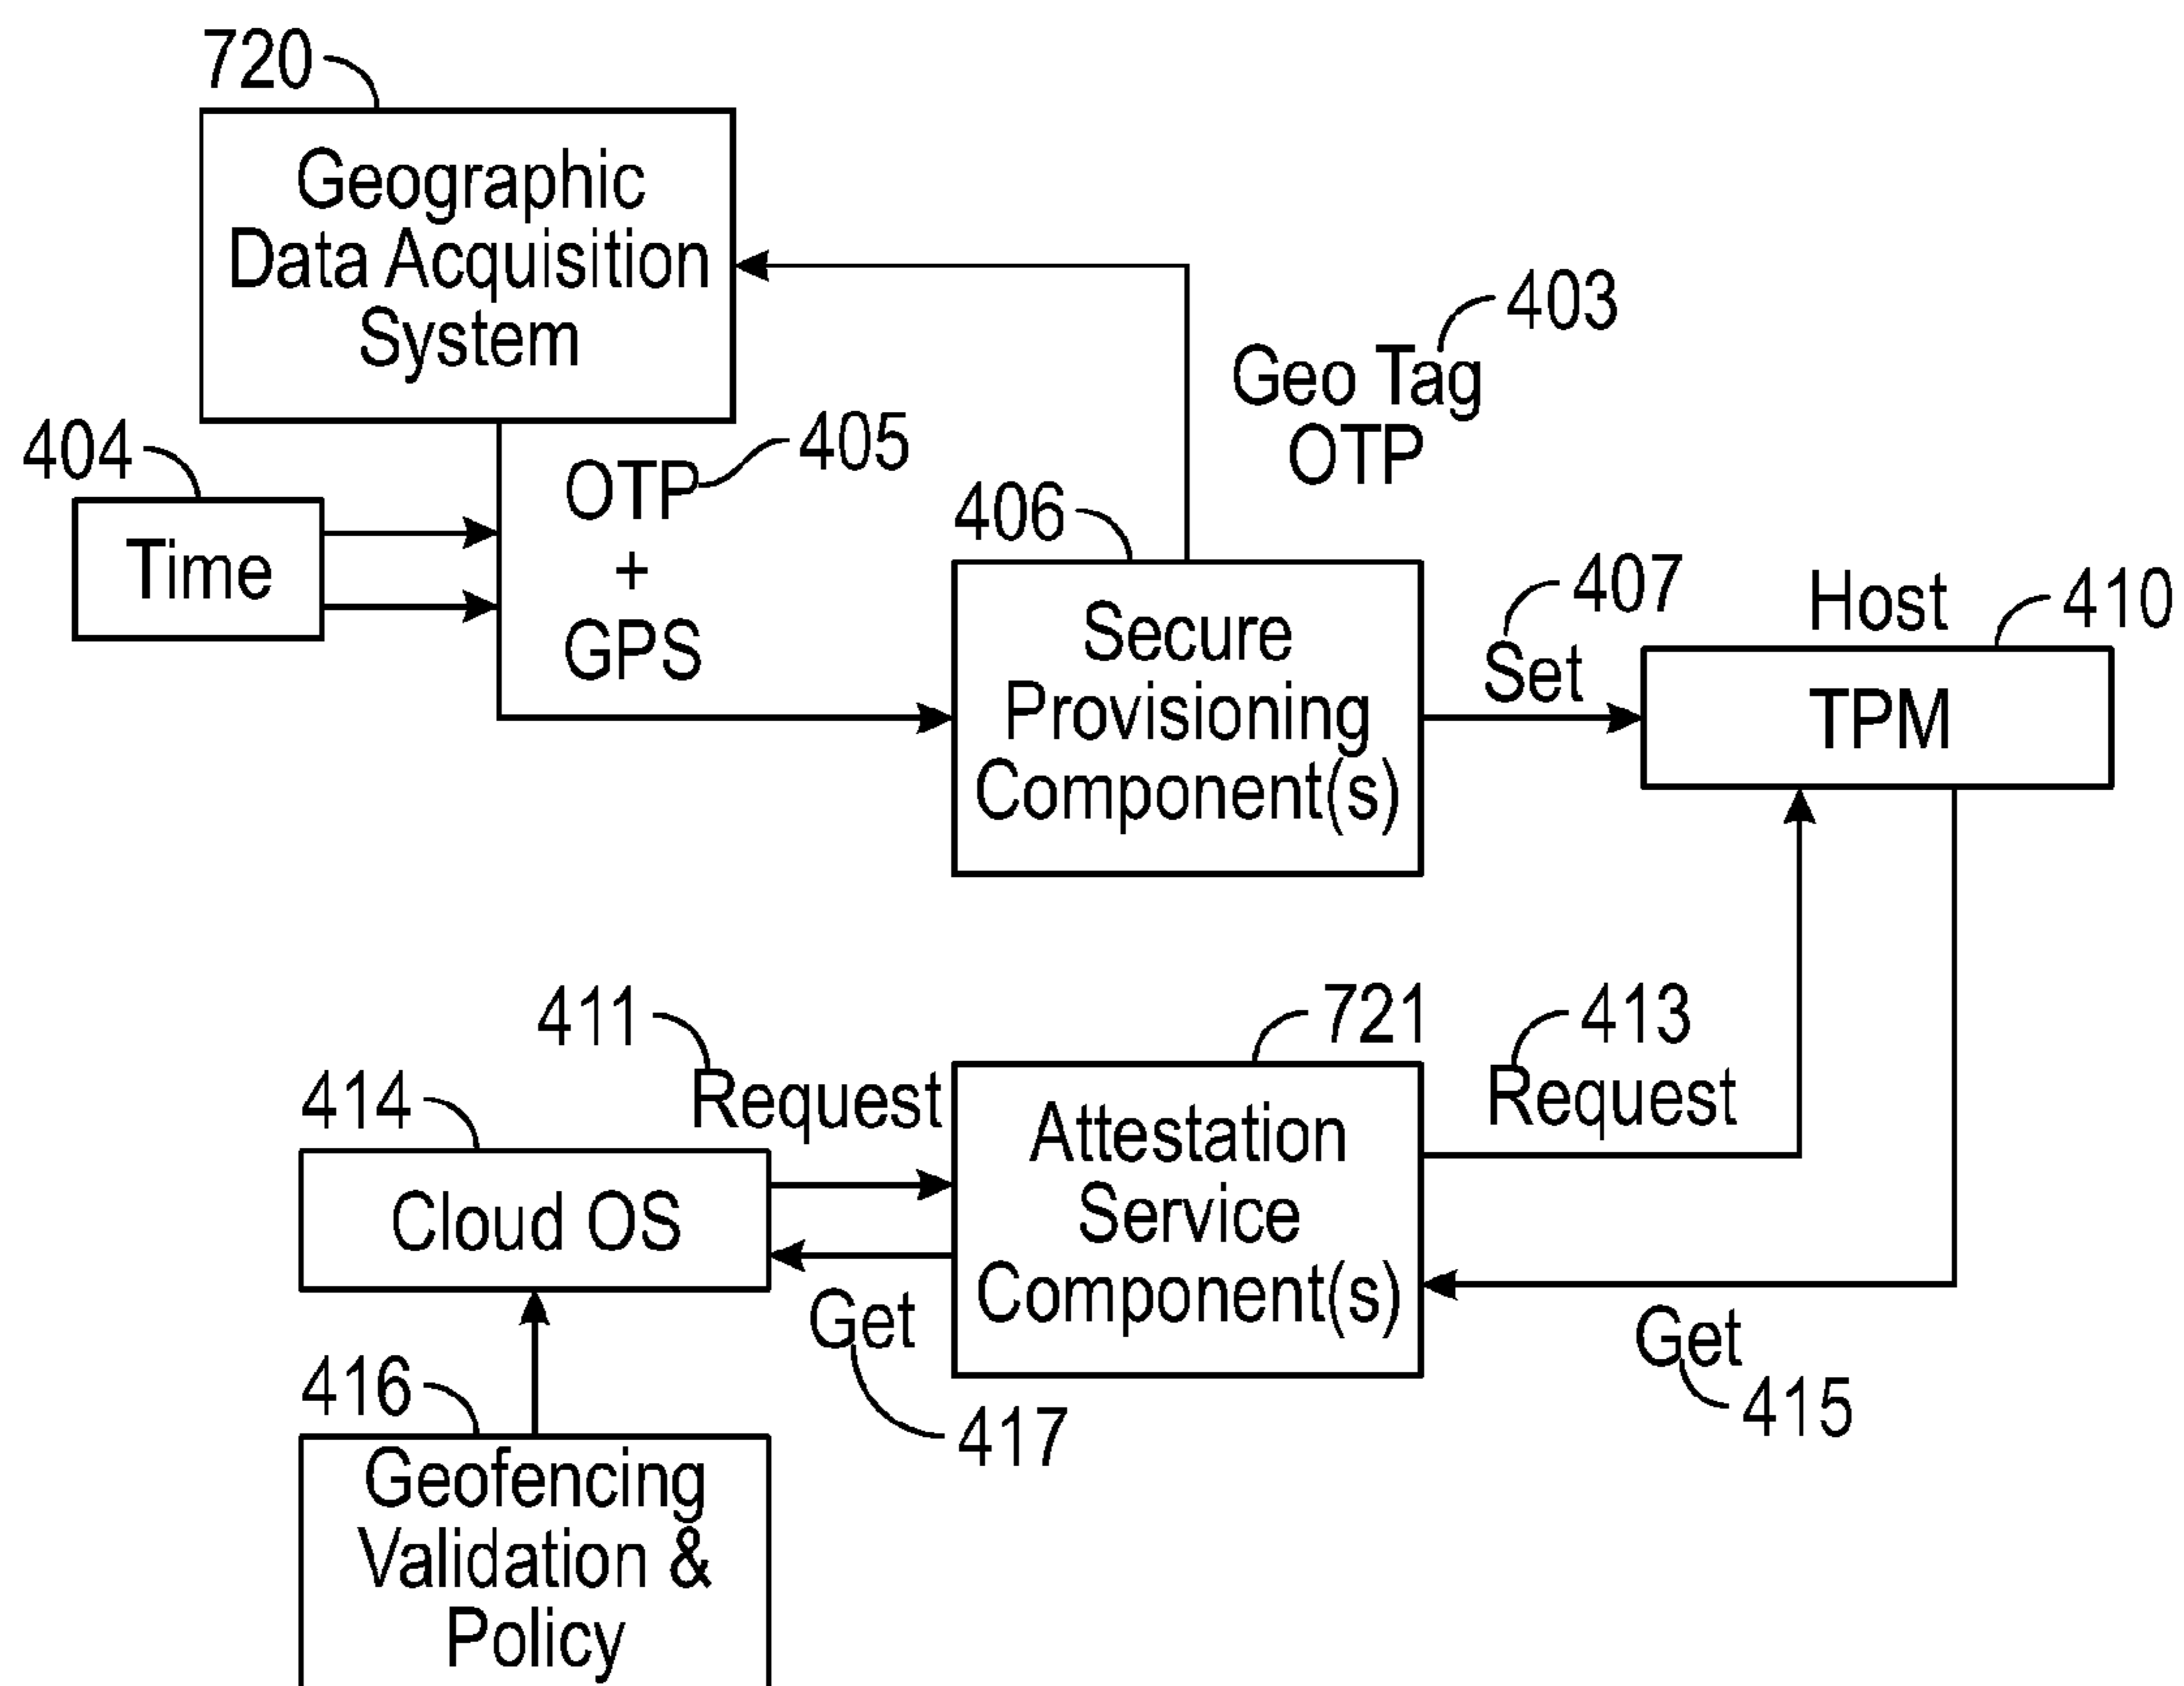 720
Geographic
Data Acquisition
System
403
Geo Tag
OTP
404
Time
405
OTP
+
GPS
406
Secure
Provisioning
Component(s)
407
Set
Host
410
TPM
411
Request
414
Cloud OS
721
Attestation
Service
Component(s)
413
Request
Get
417
Get
415
416
Geofencing
Validation &
Policy